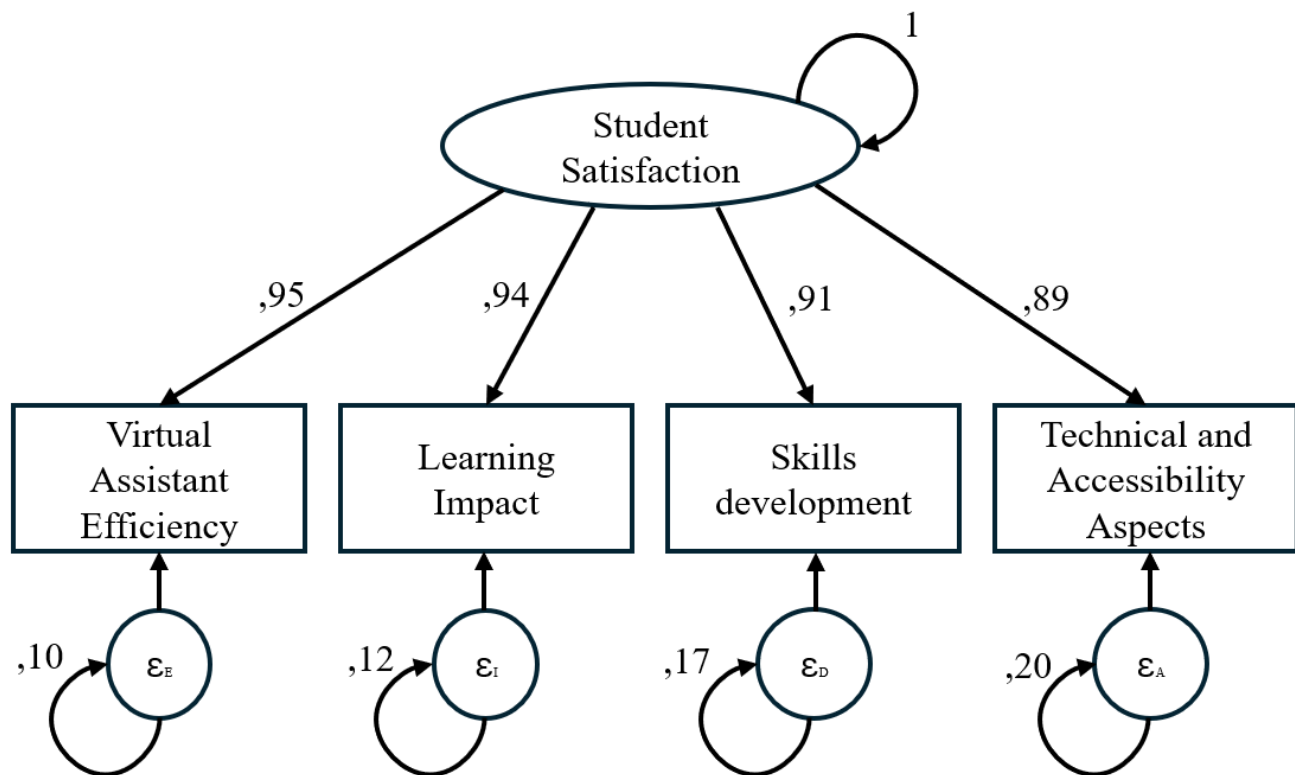 1
Student
Satisfaction
,95
,94
,91
,89
Virtual
Assistant
Efficiency
Learning
Impact
Skills
development
Technical and
Accessibility
Aspects
,10
εE
,12
εI
,17
εD
,20
εA